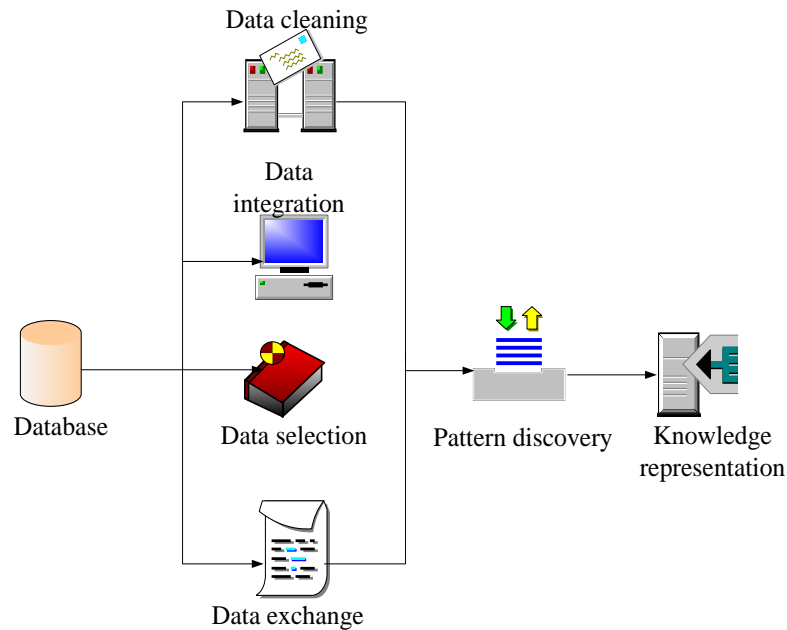 Data cleaning
Data
integration
Database
Data selection
Pattern discovery
Knowledge
representation
Data exchange